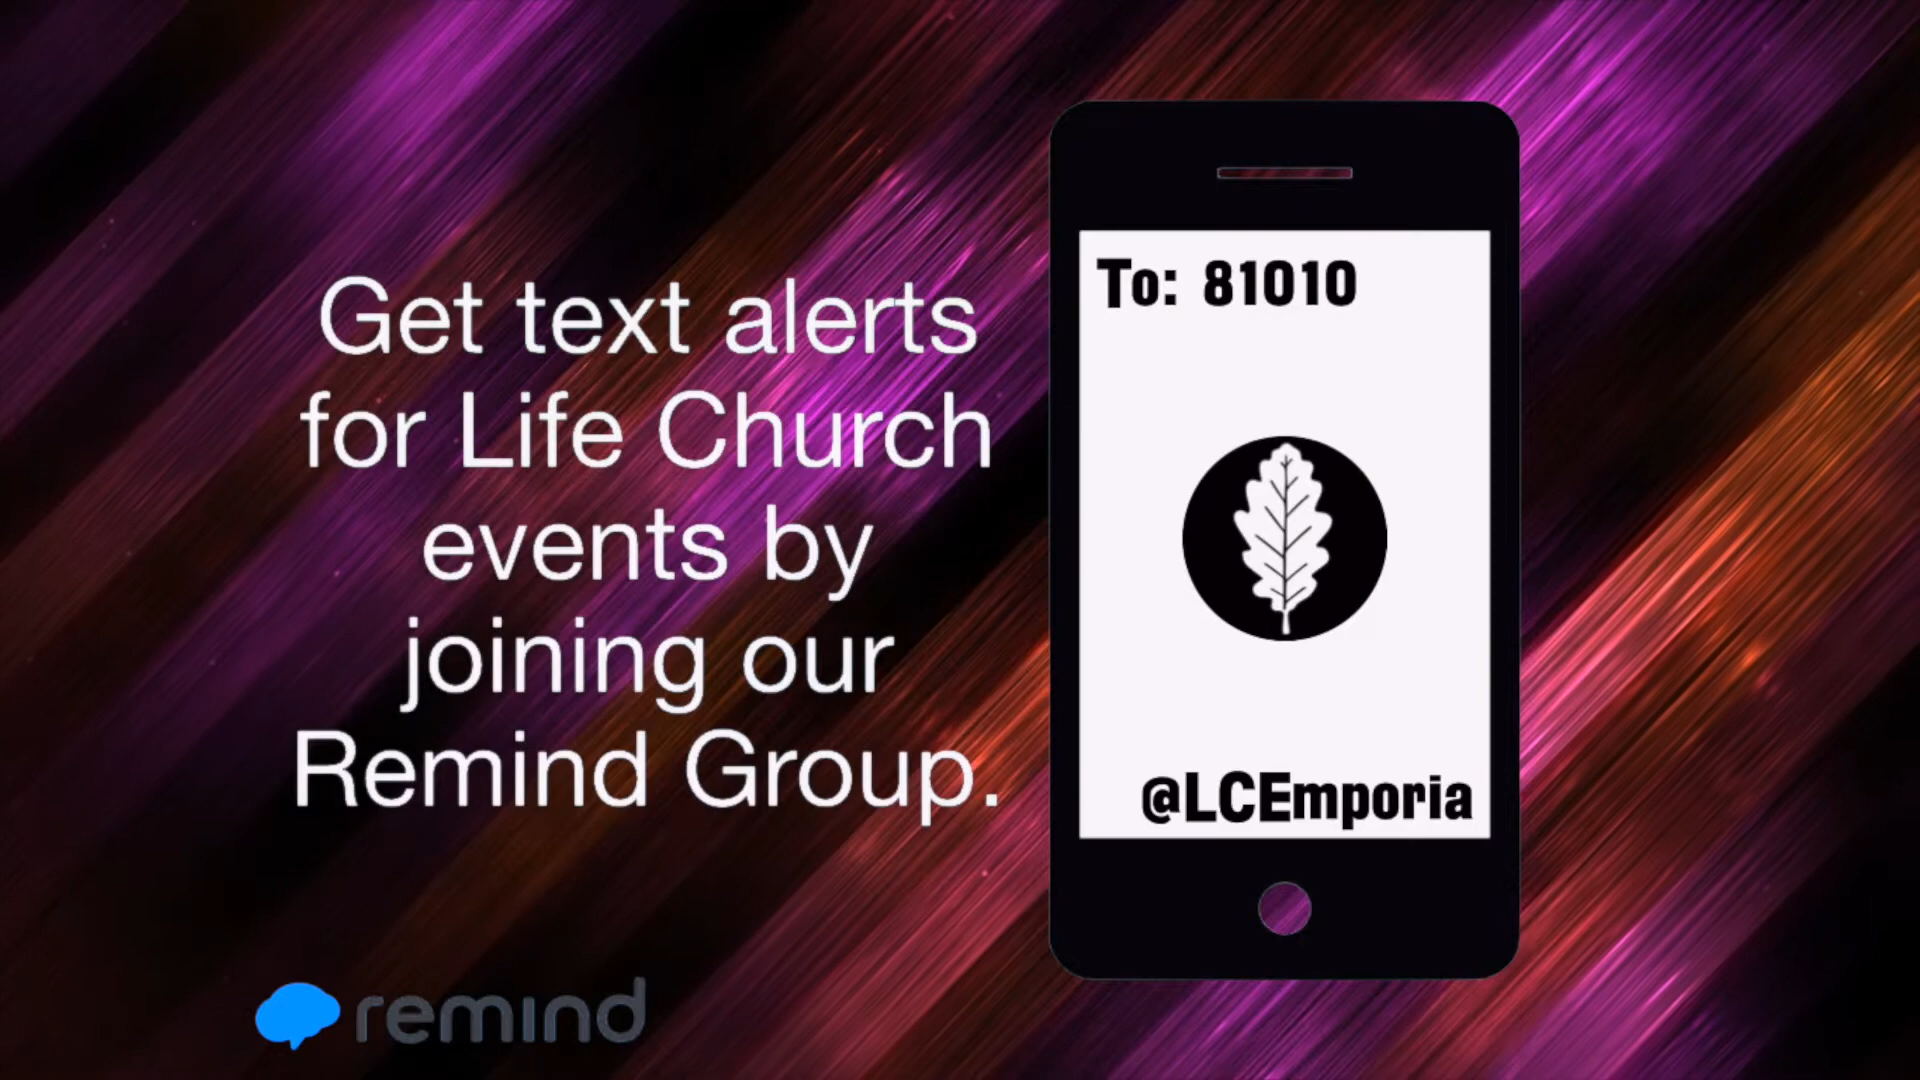 Get text alerts
for Life Church
events by
joining our
Remind Group.
To: 81010
@LCEmporia
remind